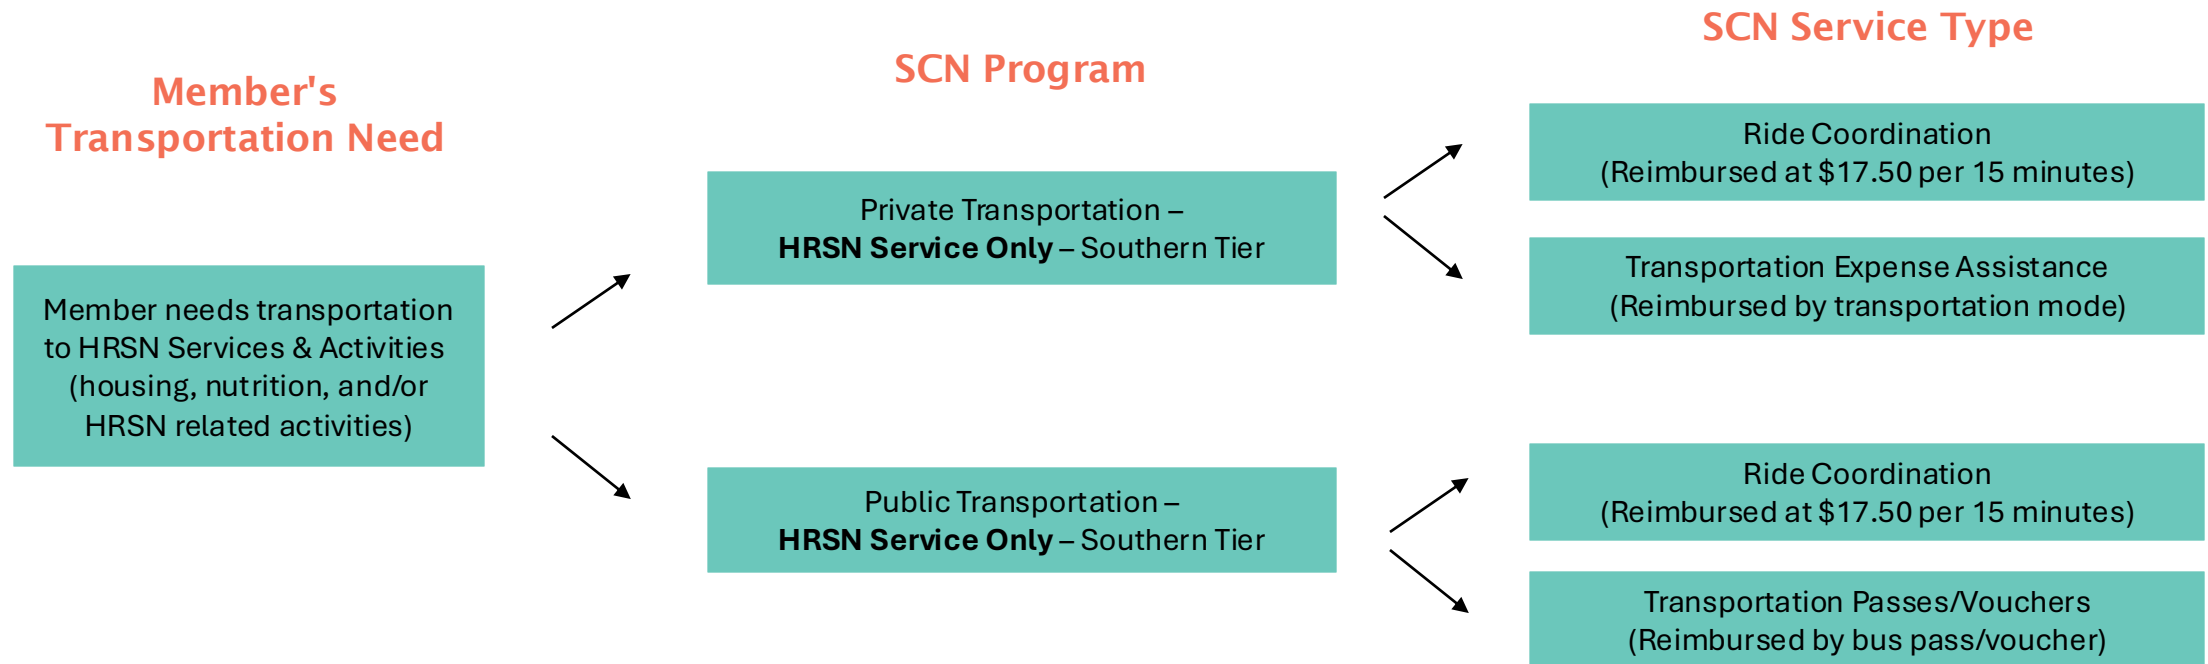 Member's
Transportation Need
SCN Program
SCN Service Type
Member needs transportation
to HRSN Services & Activities
(housing, nutrition, and/or
HRSN related activities)
Private Transportation –
HRSN Service Only – Southern Tier
Ride Coordination
(Reimbursed at $17.50 per 15 minutes)
Transportation Expense Assistance
(Reimbursed by transportation mode)
Public Transportation –
HRSN Service Only – Southern Tier
Ride Coordination
(Reimbursed at $17.50 per 15 minutes)
Transportation Passes/Vouchers
(Reimbursed by bus pass/voucher)